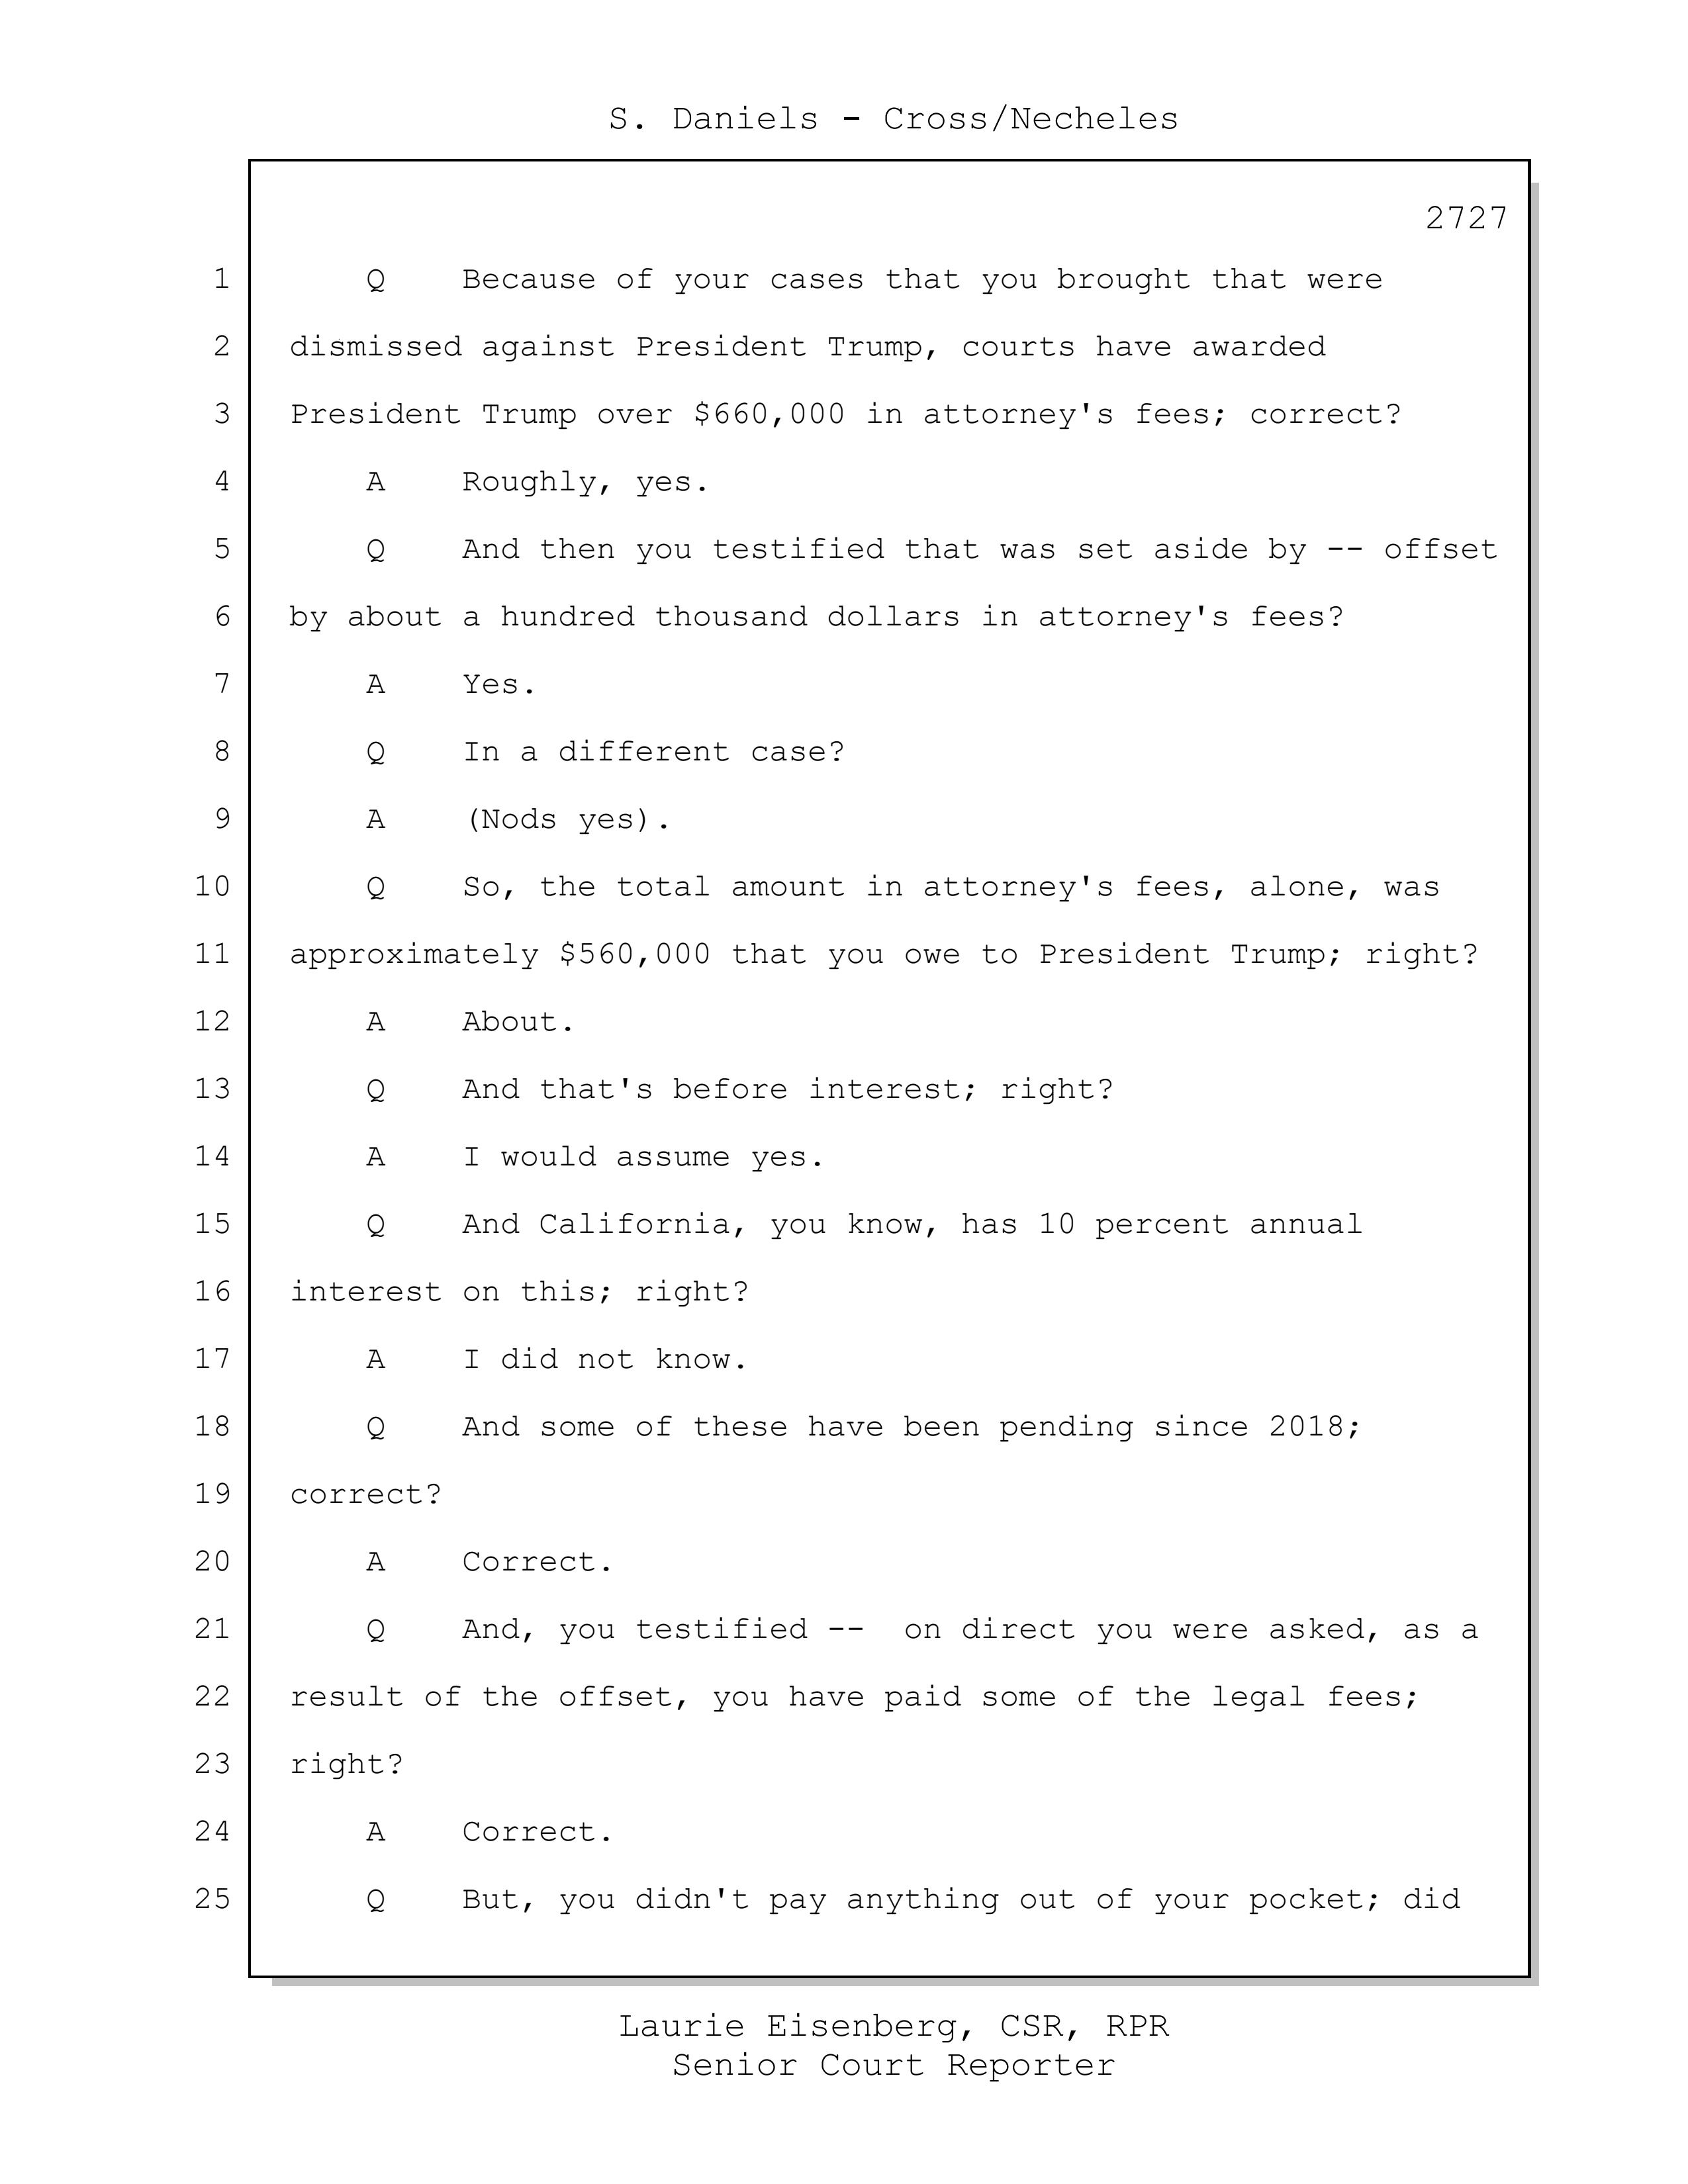 S. Daniels - Cross/Necheles
2727
1 Q Because of your cases that you brought that were
2 dismissed against President Trump, courts have awarded
3 President Trump over $660,000 in attorney's fees; correct?
4 A Roughly, yes.
5 Q And then you testified that was set aside by -- offset
6 by about a hundred thousand dollars in attorney's fees?
7 A Yes.
8 Q In a different case?
9 A (Nods yes).
10 Q So, the total amount in attorney's fees, alone, was
11 approximately $560,000 that you owe to President Trump; right?
12 A About.
13 Q And that's before interest; right?
14 A I would assume yes.
15 Q And California, you know, has 10 percent annual
16 interest on this; right?
17 A I did not know.
18 Q And some of these have been pending since 2018;
19 correct?
20 A Correct.
21 Q And, you testified -- on direct you were asked, as a
22 result of the offset, you have paid some of the legal fees;
23 right?
24 A Correct.
25 Q But, you didn't pay anything out of your pocket; did
Laurie Eisenberg, CSR, RPR
Senior Court Reporter